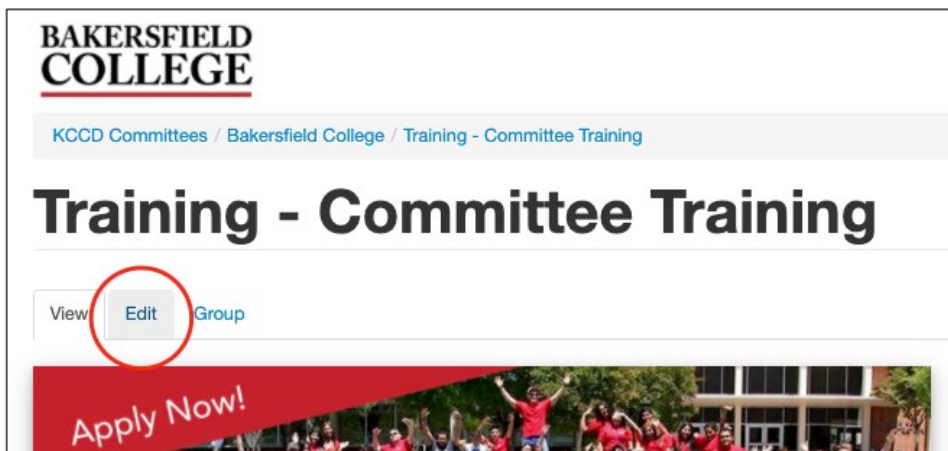 BAKERSFIELD
COLLEGE
KCCD Committees / Bakersfield College / Training - Committee Training
Training - Committee Training
View Edit Group
Apply Now!